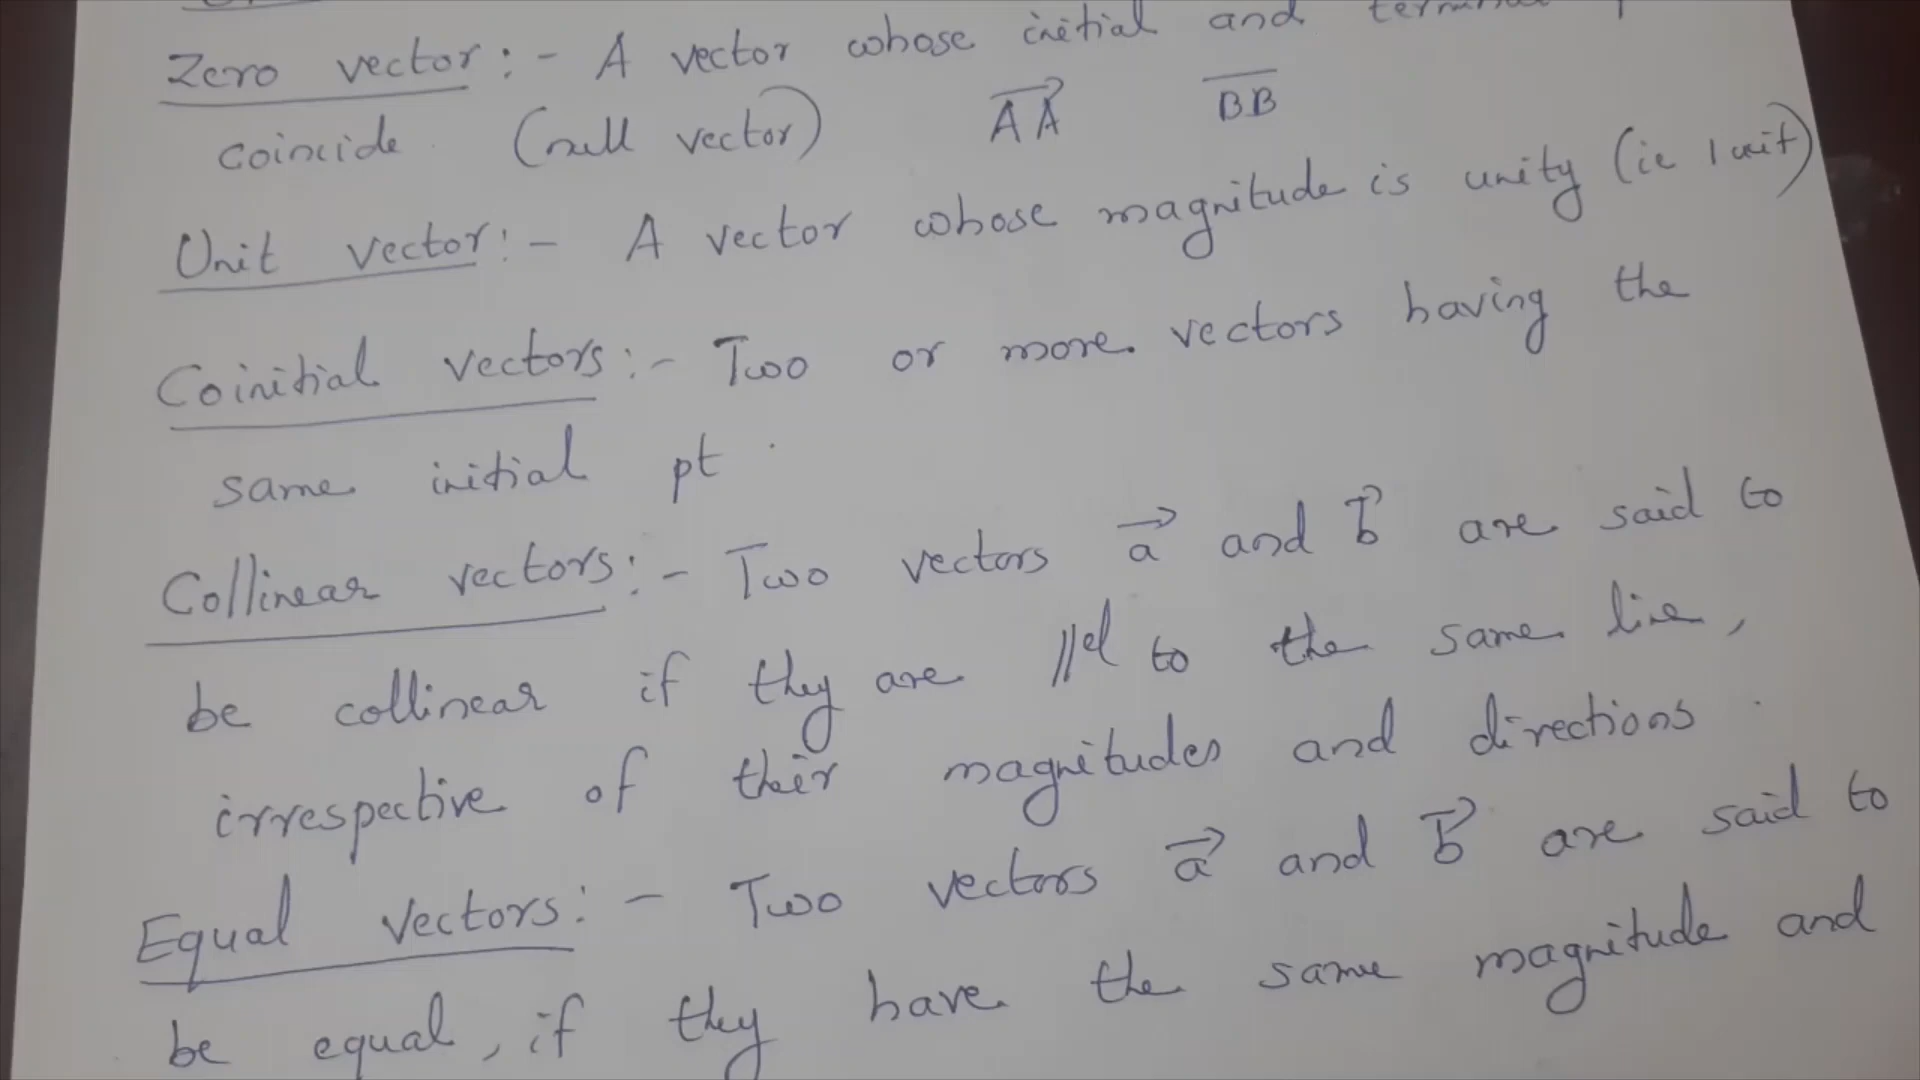 Zero vector :- A vector whose initial and
coincide (null vector) AA BB
Unit vector :- A vector whose magnitude is unity (ie 1 unit)
Coinitial vectors :- Two or more vectors having the
same initial pt
Collinear vectors :- Two vectors a⃗ and b⃗ are said to
be collinear if they are ||el to the same line,
irrespective of their magnitudes and directions
Equal vectors :- Two vectors a⃗ and b⃗ are said to
be equal, if they have the same magnitude and